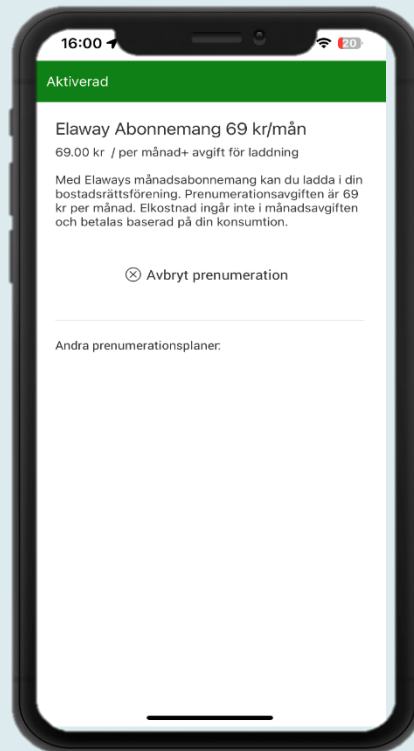 16:00
20
Aktiverad
Elaway Abonnemang 69 kr/mån
69.00 kr / per månad+ avgift för laddning
Med Elaways månadsabonnemang kan du ladda i din
bostadsrättsförening. Prenumerationsavgiften är 69
kr per månad. Elkostnad ingår inte i månadsavgiften
och betalas baserad på din konsumtion.
Avbryt prenumeration
Andra prenumerationsplaner: